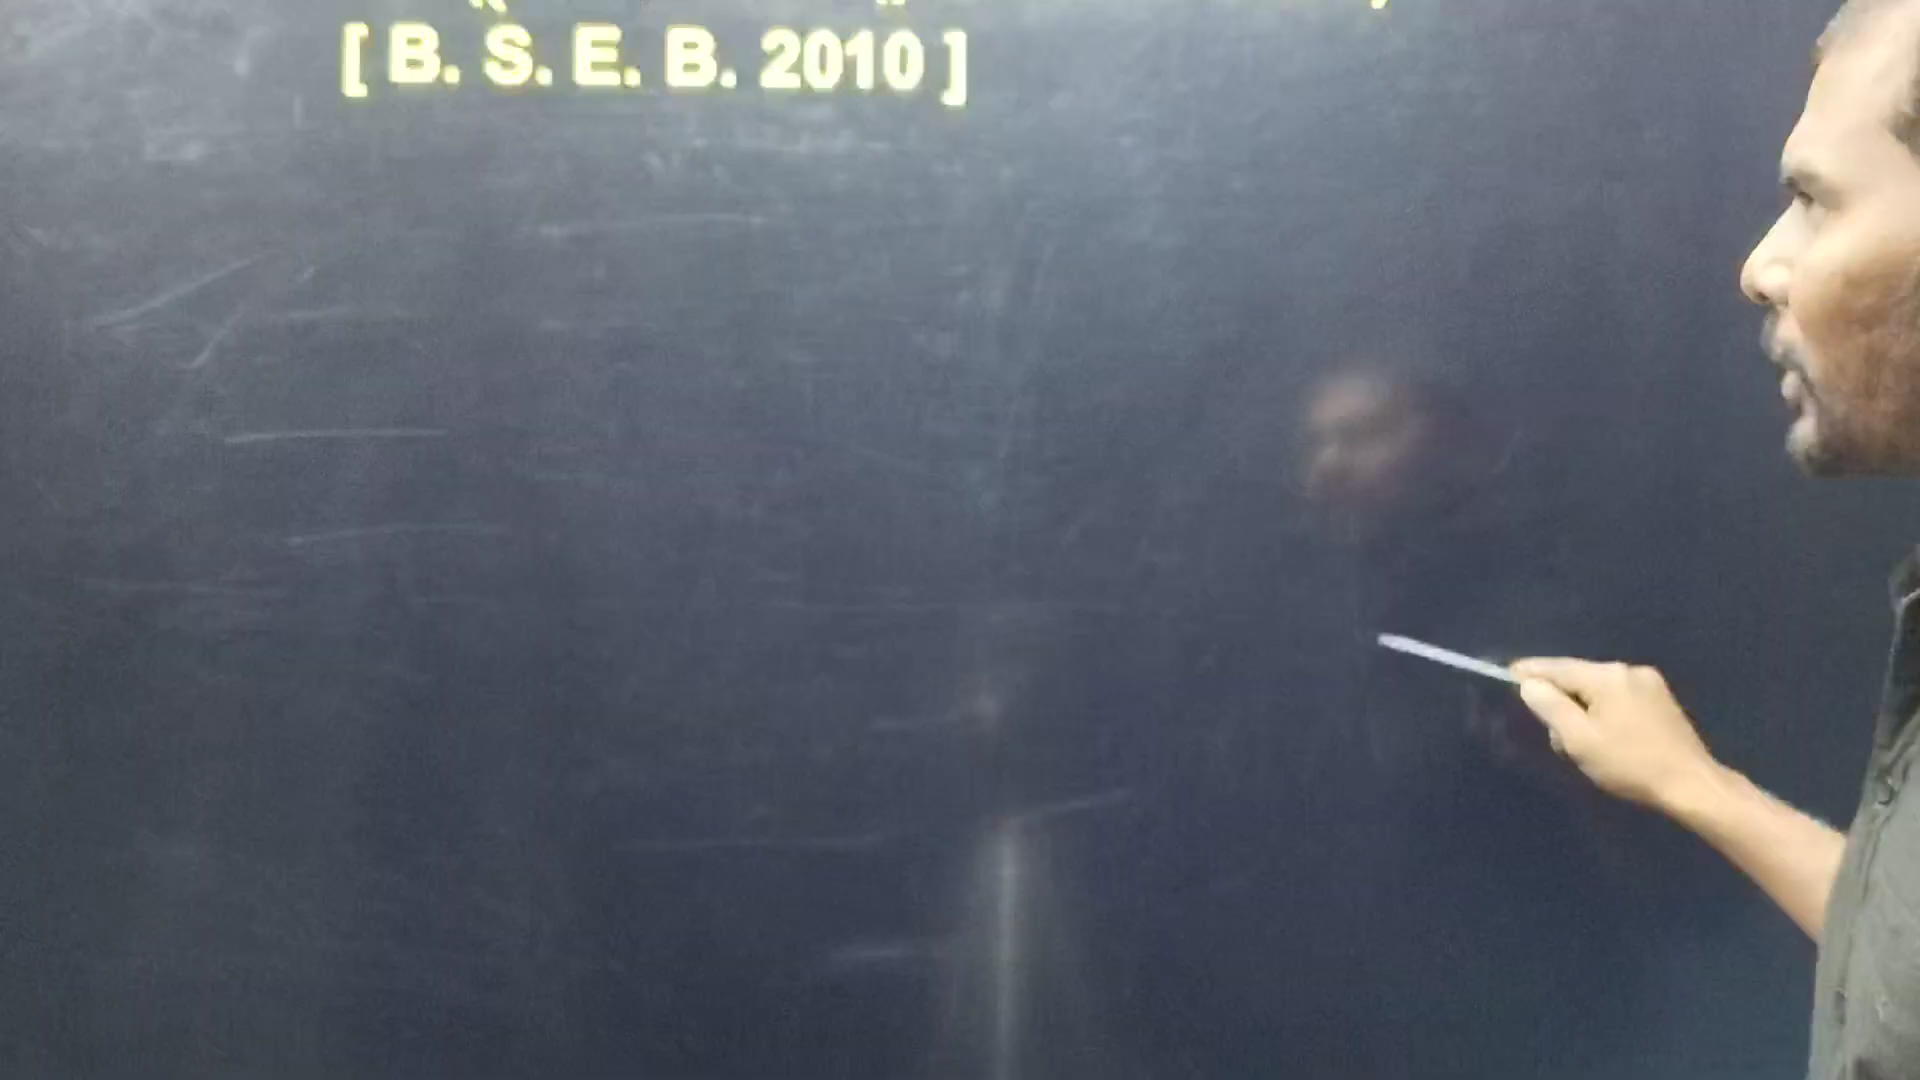 [ B. S. E. B. 2010 ]